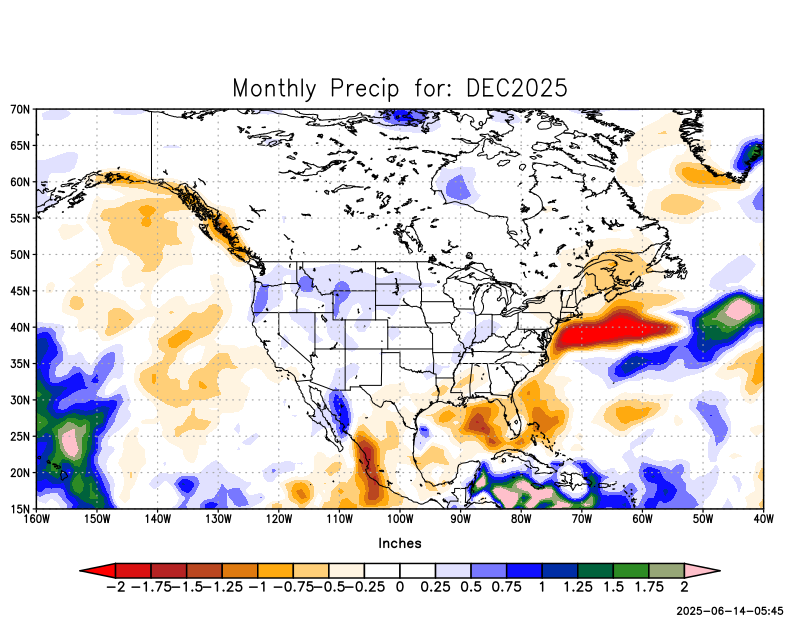 Monthly Precip for: DEC2025
70N
65N
60N
55N
50N
45N
40N
35N
30N
25N
20N
15N
160W 150W 140W 130W 120W 110W 100W 90W 80W 70W 60W 50W 40W
Inches
-2 -1.75 -1.5 -1.25 -1 -0.75 -0.5 -0.25 0 0.25 0.5 0.75 1 1.25 1.5 1.75 2
2025-06-14-05:45